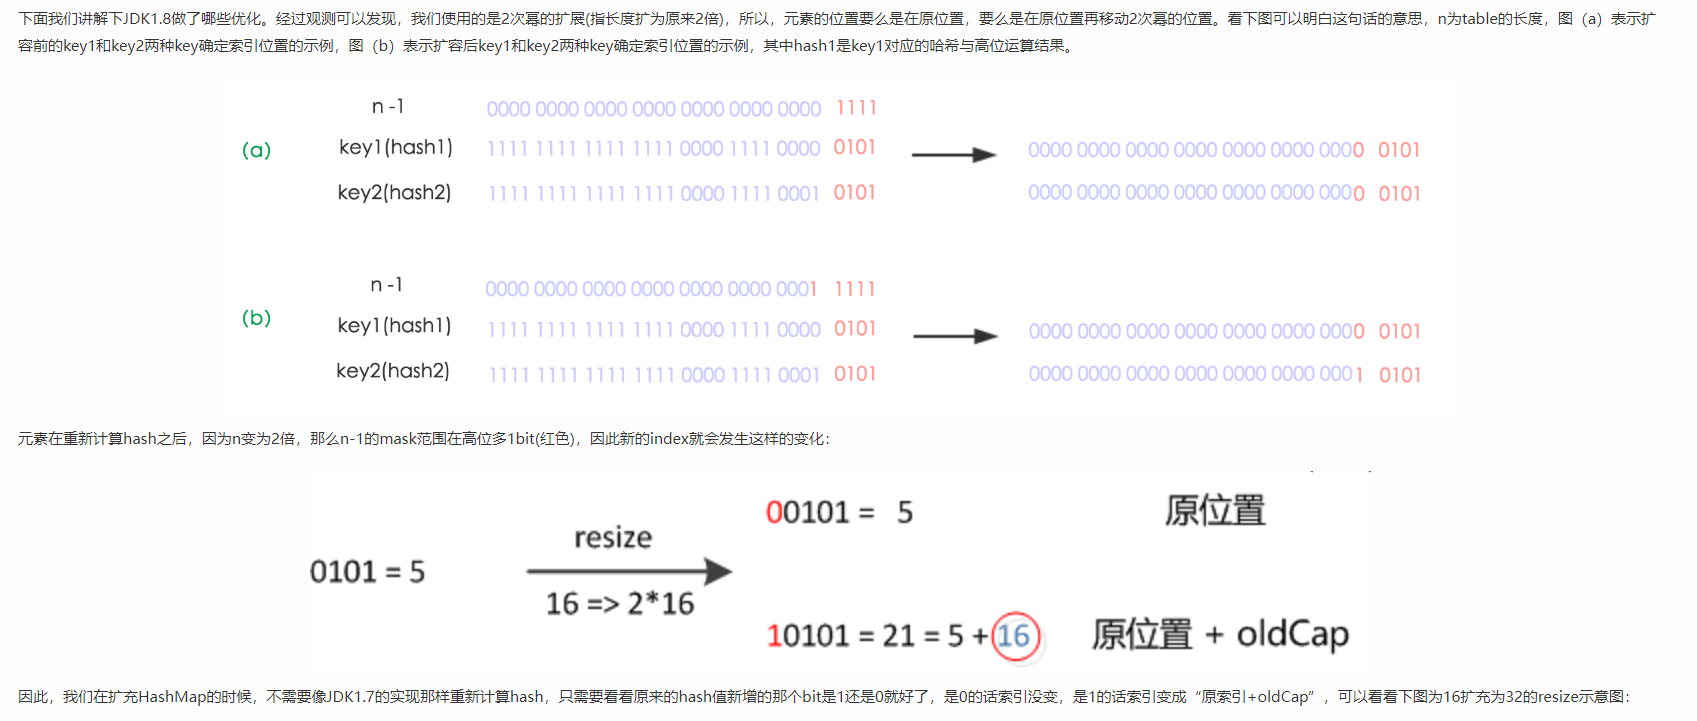 下面我们讲解下JDK1.8做了哪些优化。经过观测可以发现，我们使用的是2次幂的扩展(指长度扩为原来2倍)，所以，元素的位置要么是在原位置，要么是在原位置再移动2次幂的位置。看下图可以明白这句话的意思，n为table的长度，图（a）表示扩
容前的key1和key2两种key确定索引位置的示例，图（b）表示扩容后key1和key2两种key确定索引位置的示例，其中hash1是key1对应的哈希与高位运算结果。
n -1 0000 0000 0000 0000 0000 0000 0000 1111
(a) key1(hash1) 1111 1111 1111 1111 0000 1111 0000 0101 0000 0000 0000 0000 0000 0000 0000 0101
key2(hash2) 1111 1111 1111 1111 0000 1111 0001 0101 0000 0000 0000 0000 0000 0000 0000 0101
n -1 0000 0000 0000 0000 0000 0000 0001 1111
(b) key1(hash1) 1111 1111 1111 1111 0000 1111 0000 0101 0000 0000 0000 0000 0000 0000 0000 0101
key2(hash2) 1111 1111 1111 1111 0000 1111 0001 0101 0000 0000 0000 0000 0000 0000 0001 0101
元素在重新计算hash之后，因为n变为2倍，那么n-1的mask范围在高位多1bit(红色)，因此新的index就会发生这样的变化：
00101 = 5 原位置
resize
0101 = 5
16 => 2*16
10101 = 21 = 5 + 16 原位置 + oldCap
因此，我们在扩充HashMap的时候，不需要像JDK1.7的实现那样重新计算hash，只需要看看原来的hash值新增的那个bit是1还是0就好了，是0的话索引没变，是1的话索引变成“原索引+oldCap”，可以看看下图为16扩充为32的resize示意图：